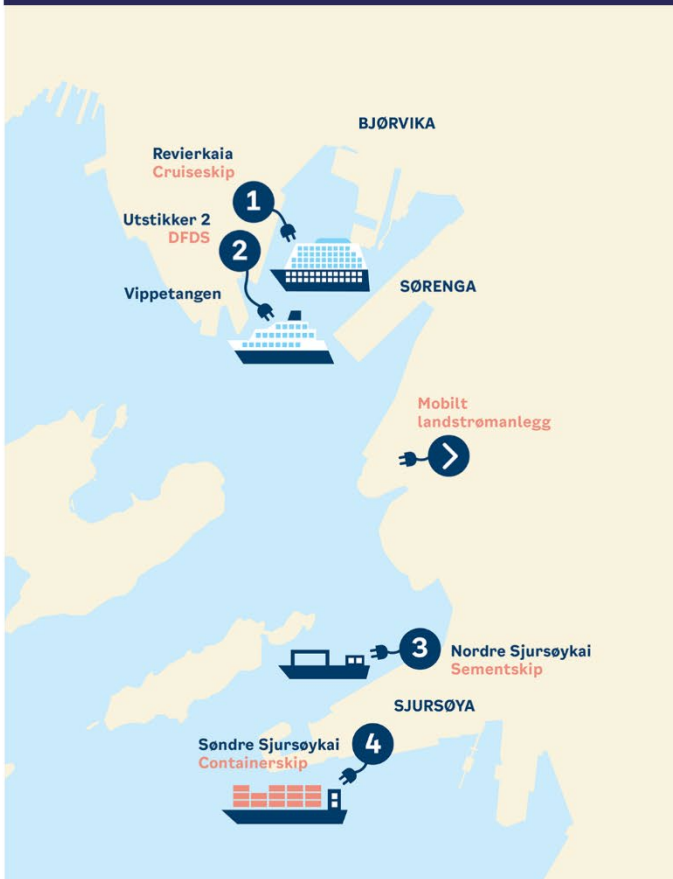 BJØRVIKA
Revierkaia
Cruiseskip
1
Utstikker 2
DFDS
2
Vippetangen
SØRENGA
Mobilt
landstrømanlegg
3
Nordre Sjursøykai
Sementskip
SJURSØYA
Søndre Sjursøykai
Containerskip
4